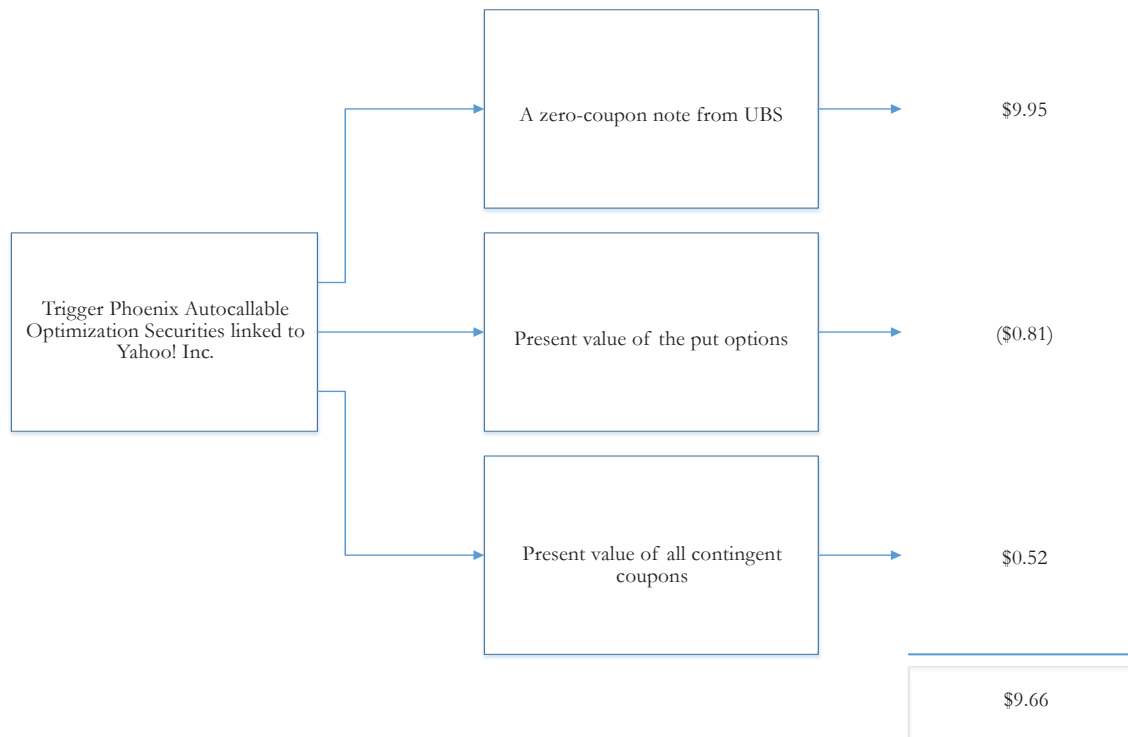 A zero-coupon note from UBS
$9.95
Trigger Phoenix Autocallable
Optimization Securities linked to
Yahoo! Inc.
Present value of the put options
($0.81)
Present value of all contingent
coupons
$0.52
$9.66